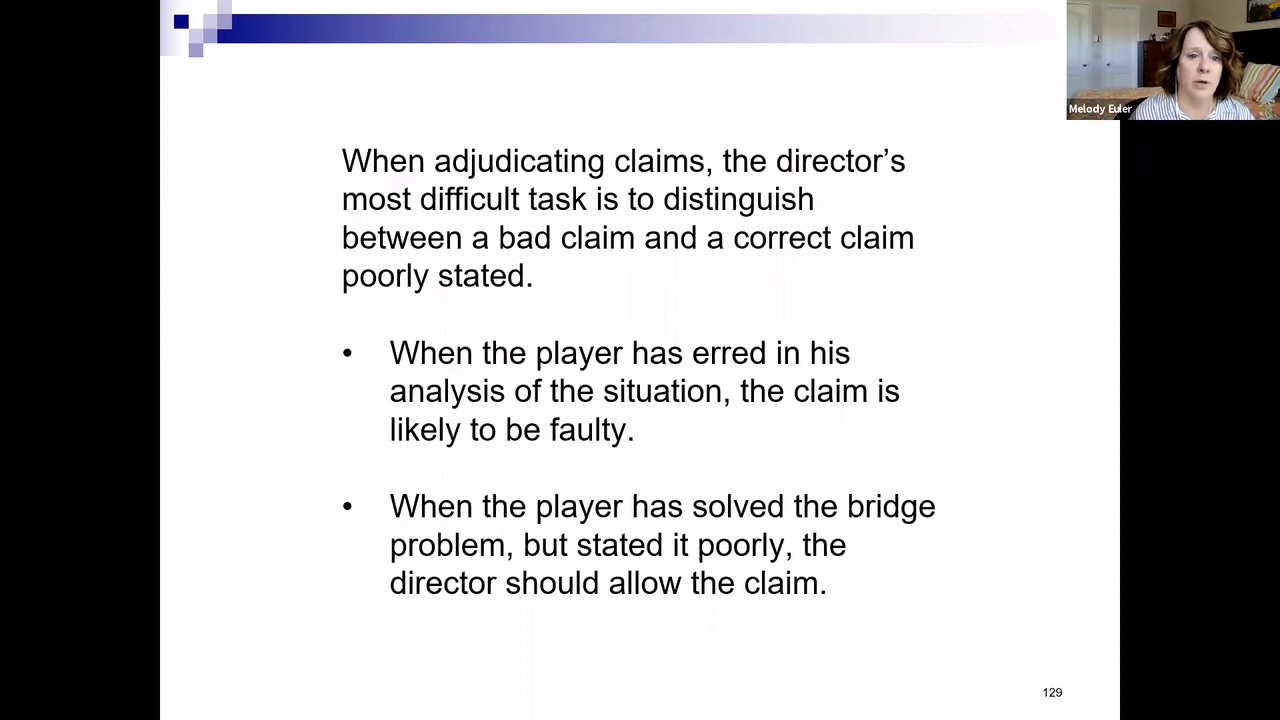 Melody Euler
When adjudicating claims, the director’s
most difficult task is to distinguish
between a bad claim and a correct claim
poorly stated.
• When the player has erred in his
analysis of the situation, the claim is
likely to be faulty.
• When the player has solved the bridge
problem, but stated it poorly, the
director should allow the claim.
129